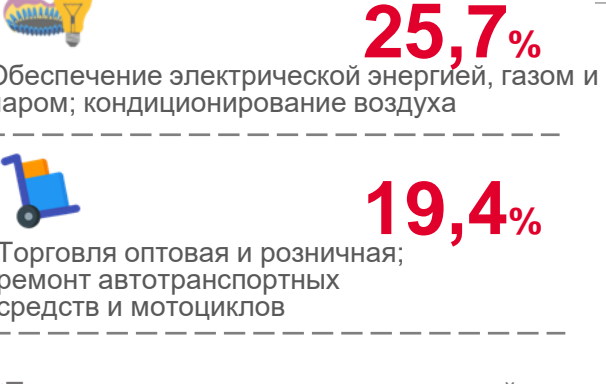 25,7%
Обеспечение электрической энергией, газом и
паром; кондиционирование воздуха
19,4%
Торговля оптовая и розничная;
ремонт автотранспортных
средств и мотоциклов